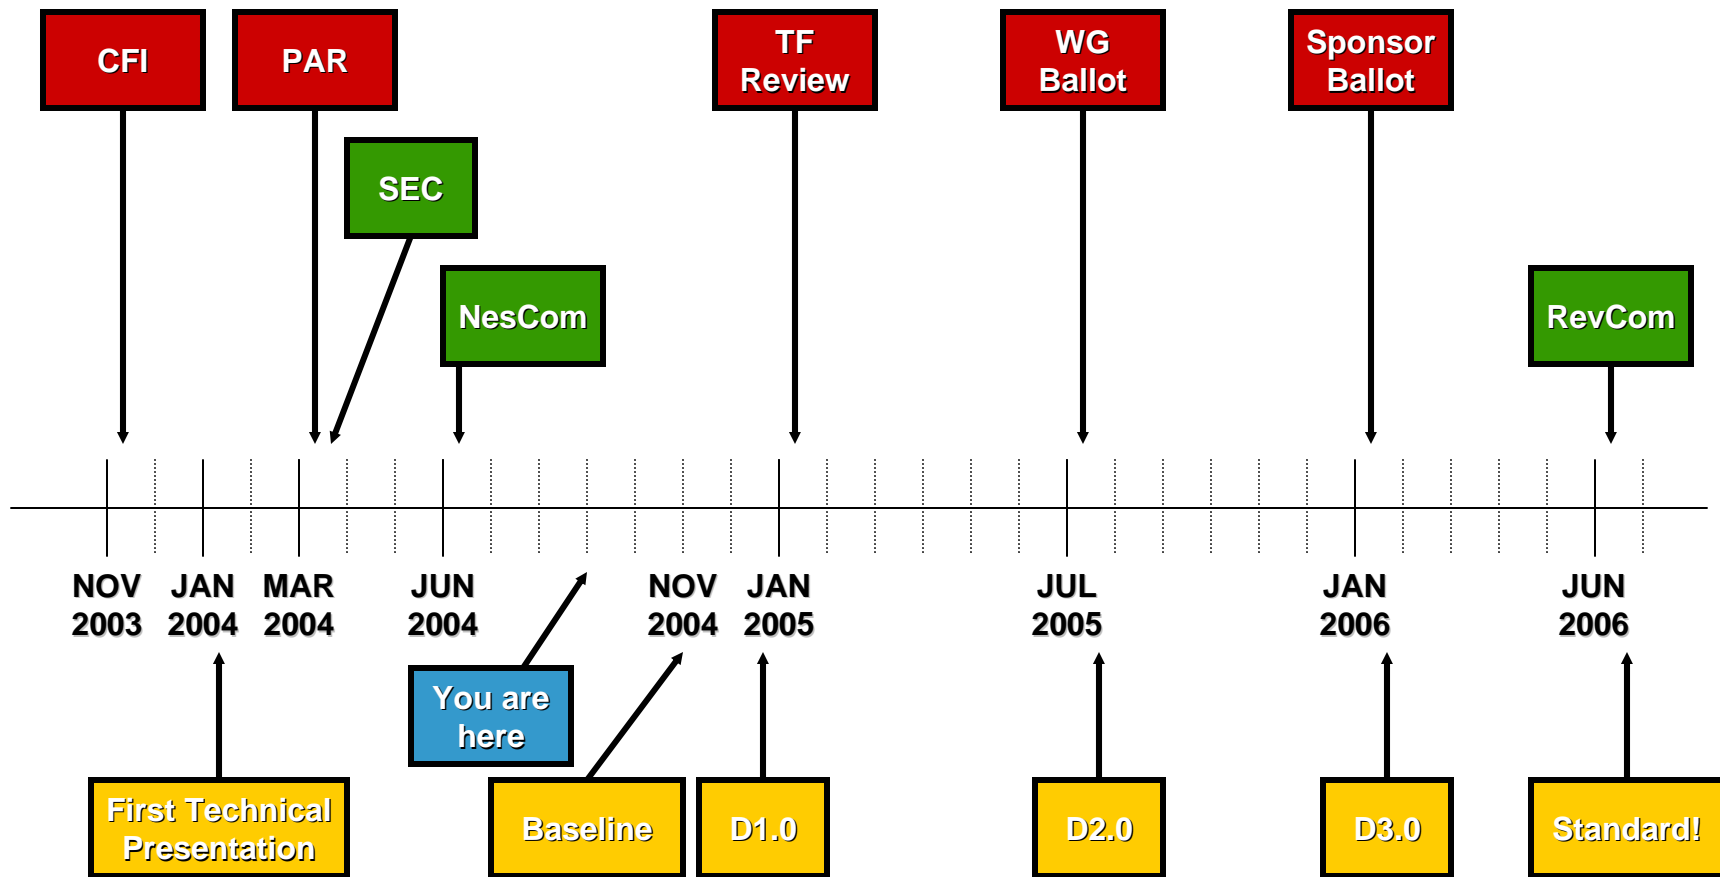 CFI
PAR
TF
Review
WG
Ballot
Sponsor
Ballot
SEC
NesCom
RevCom
NOV
2003
JAN
2004
MAR
2004
JUN
2004
NOV
2004
JAN
2005
JUL
2005
JAN
2006
JUN
2006
You are
here
First Technical
Presentation
Baseline
D1.0
D2.0
D3.0
Standard!